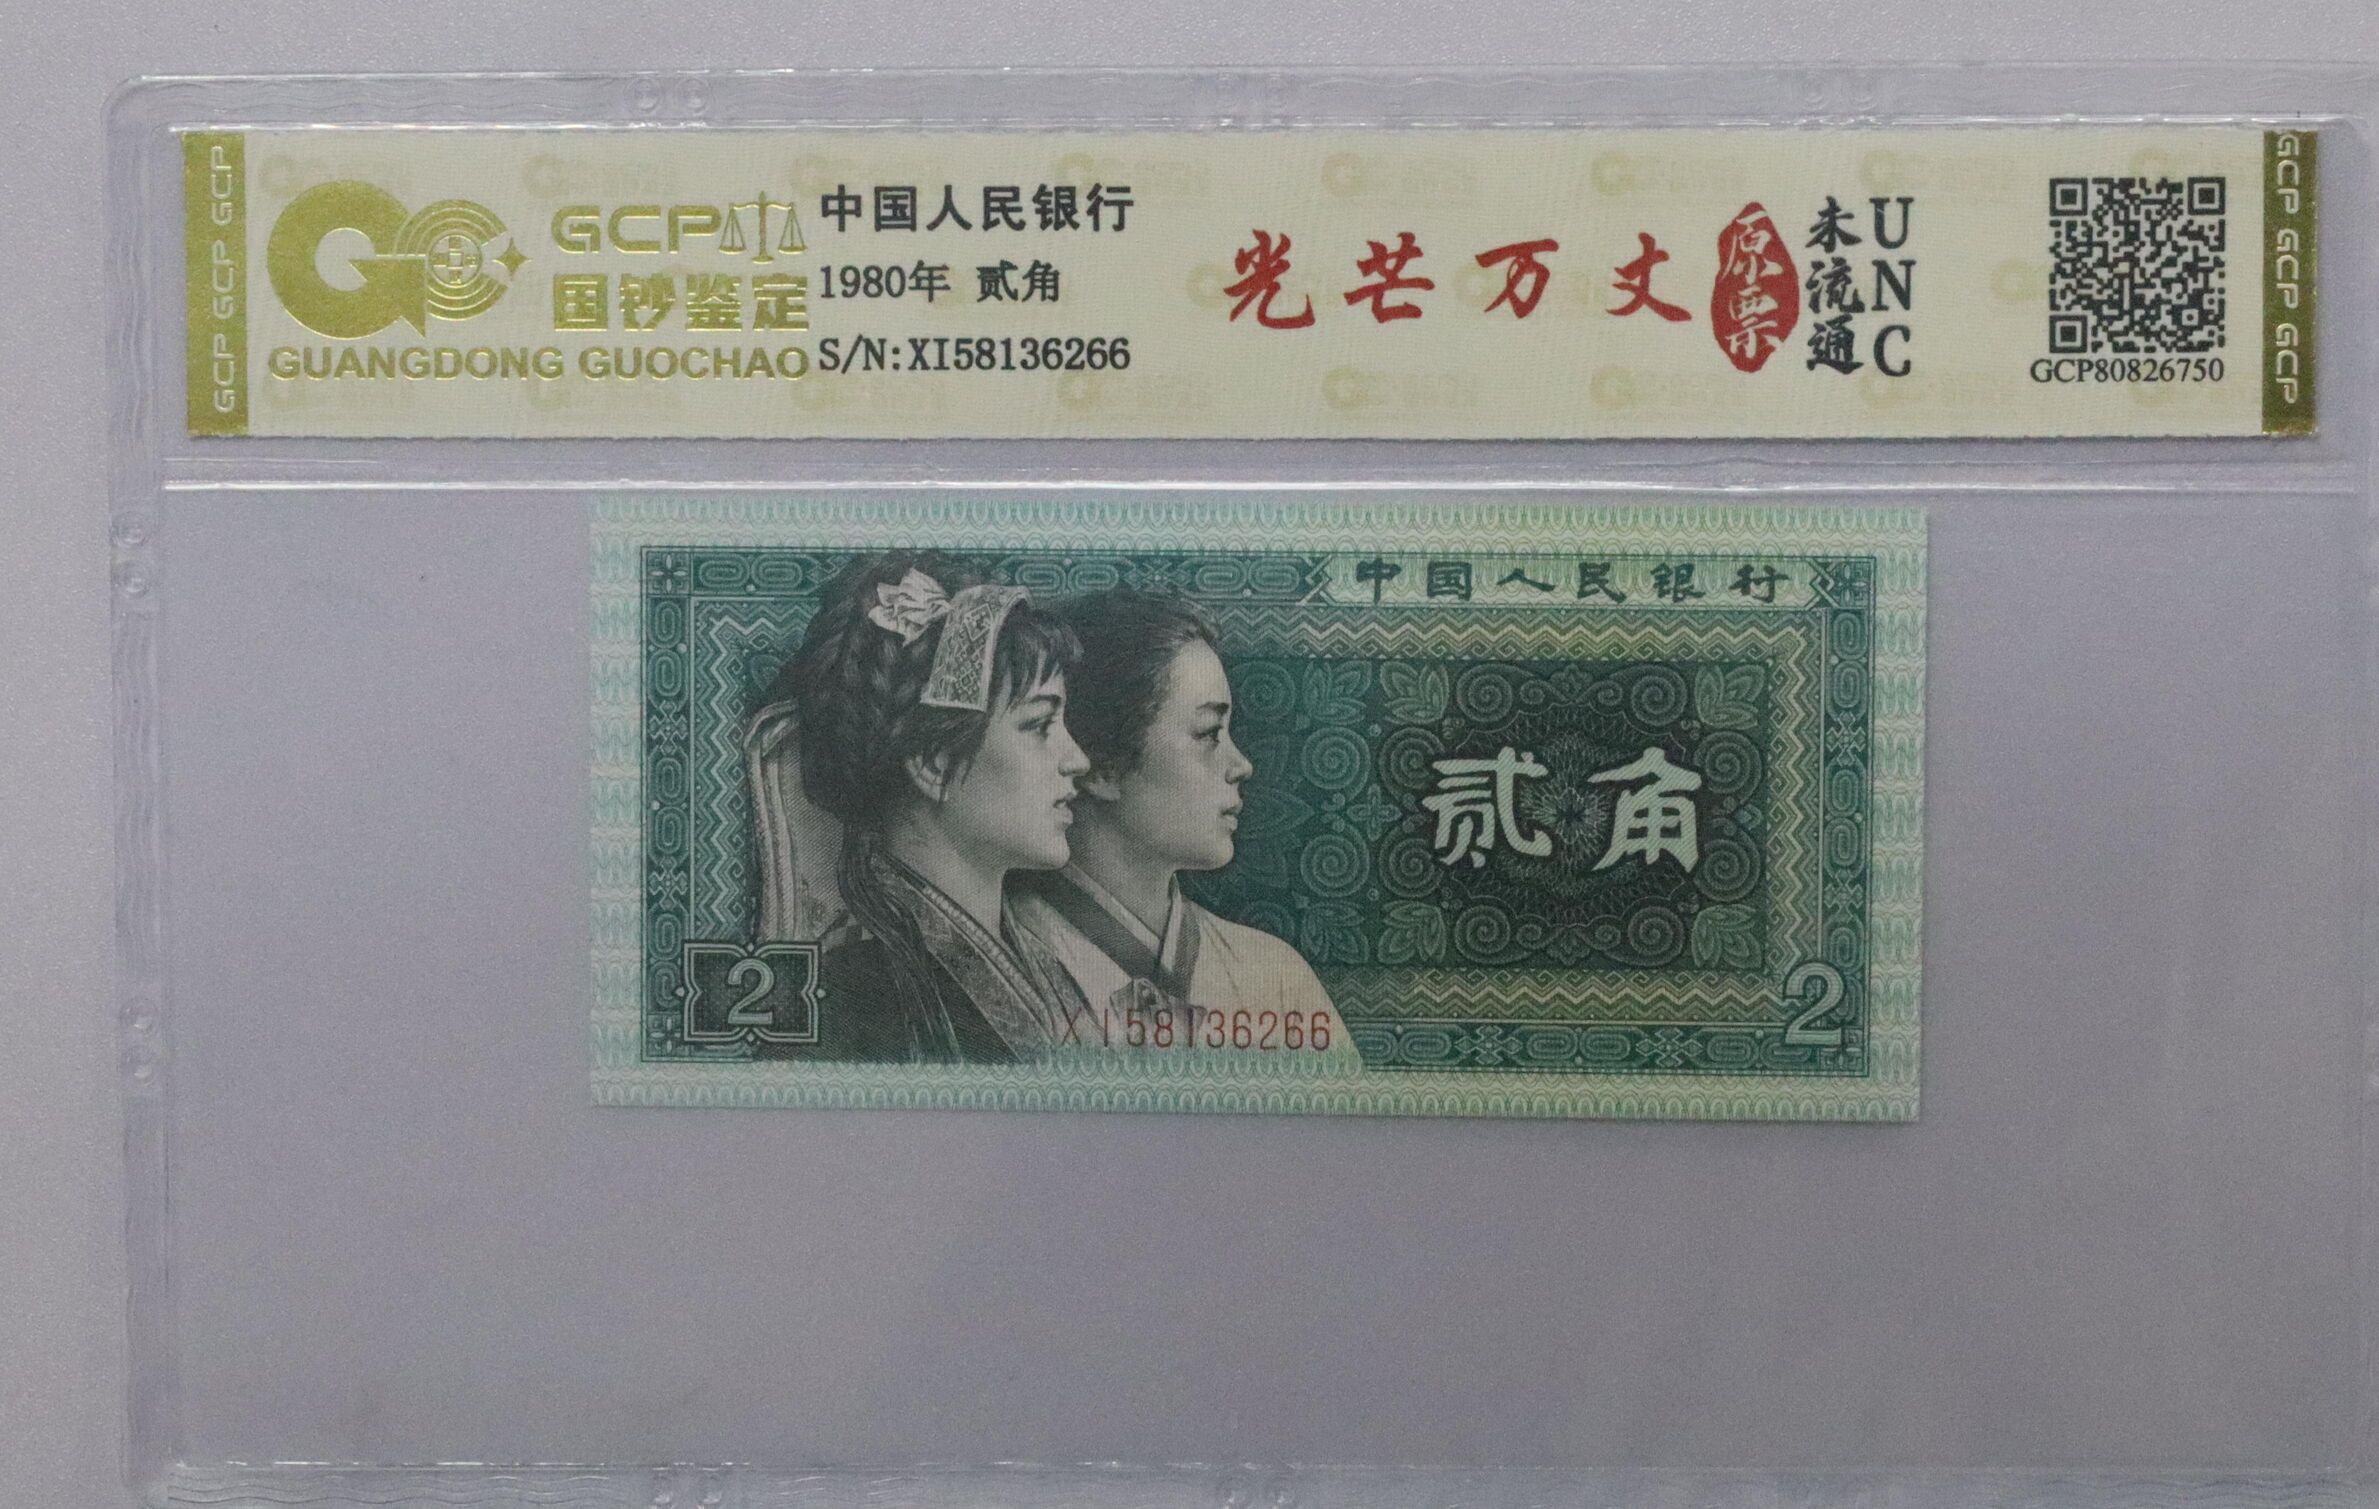 GCP GCP GCP
GCP
国钞鉴定
GUANGDONG GUOCHAO
中国人民银行
1980年 贰角
S/N:XI58136266
光芒万丈
原票
未流通
UNC
GCP80826750
GCP GCP GCP
中国人民银行
贰角
2
2
XI58136266